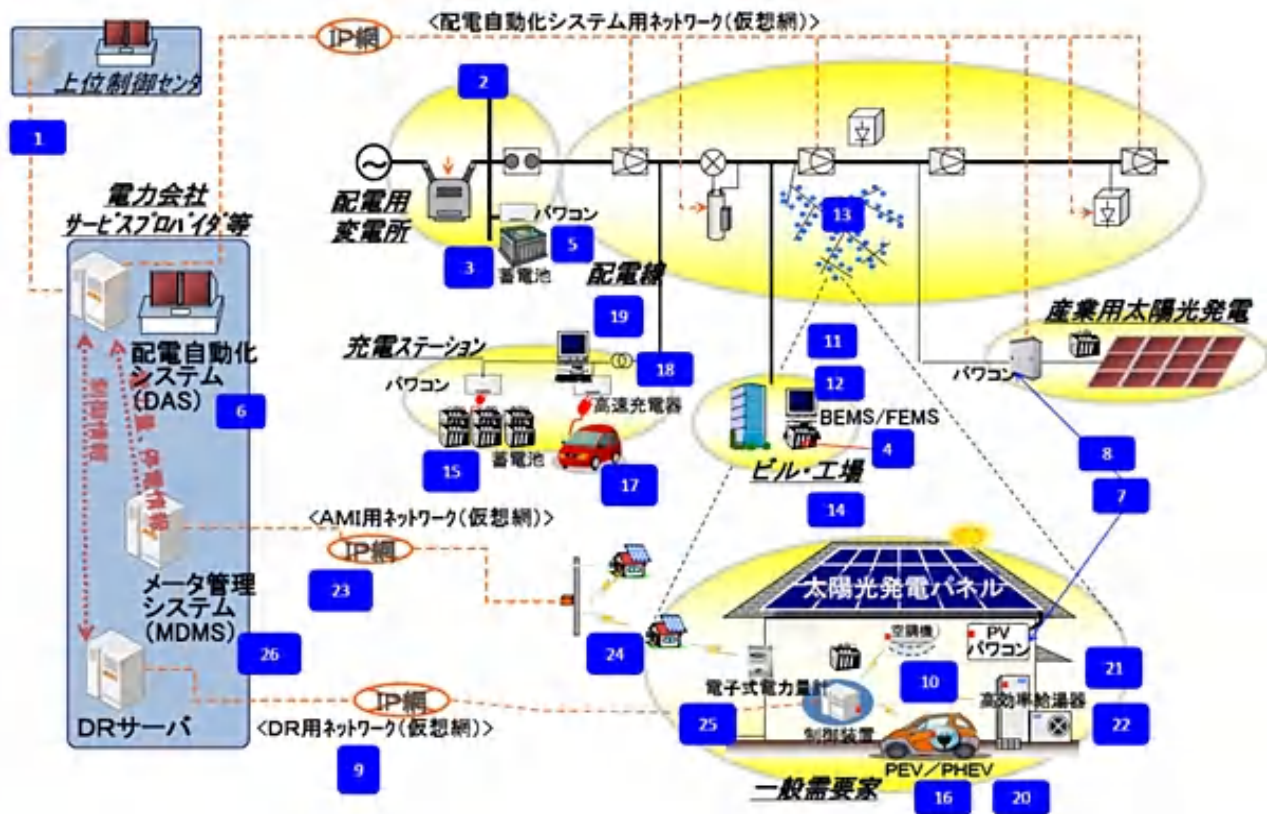 <配電自動化システム用ネットワーク(仮想網)>
IP網
上位制御センタ
1
2
配電用
変電所
パワコン
3
5
蓄電池
配電線
13
電力会社
サービスプロバイダ等
配電自動化
システム
(DAS)
6
制御情報
停電情報
19
充電ステーション
18
パワコン
高速充電器
15
蓄電池
17
11
12
BEMS/FEMS
4
ビル・工場
14
産業用太陽光発電
パワコン
8
7
<AMI用ネットワーク(仮想網)>
IP網
23
メータ管理
システム
(MDMS)
26
24
太陽光発電パネル
空調機
PV
パワコン
21
電子式電力量計
10
高効率給湯器
22
25
制御装置
PEV/PHEV
一般需要家
16
20
IP網
DRサーバ
<DR用ネットワーク(仮想網)>
9